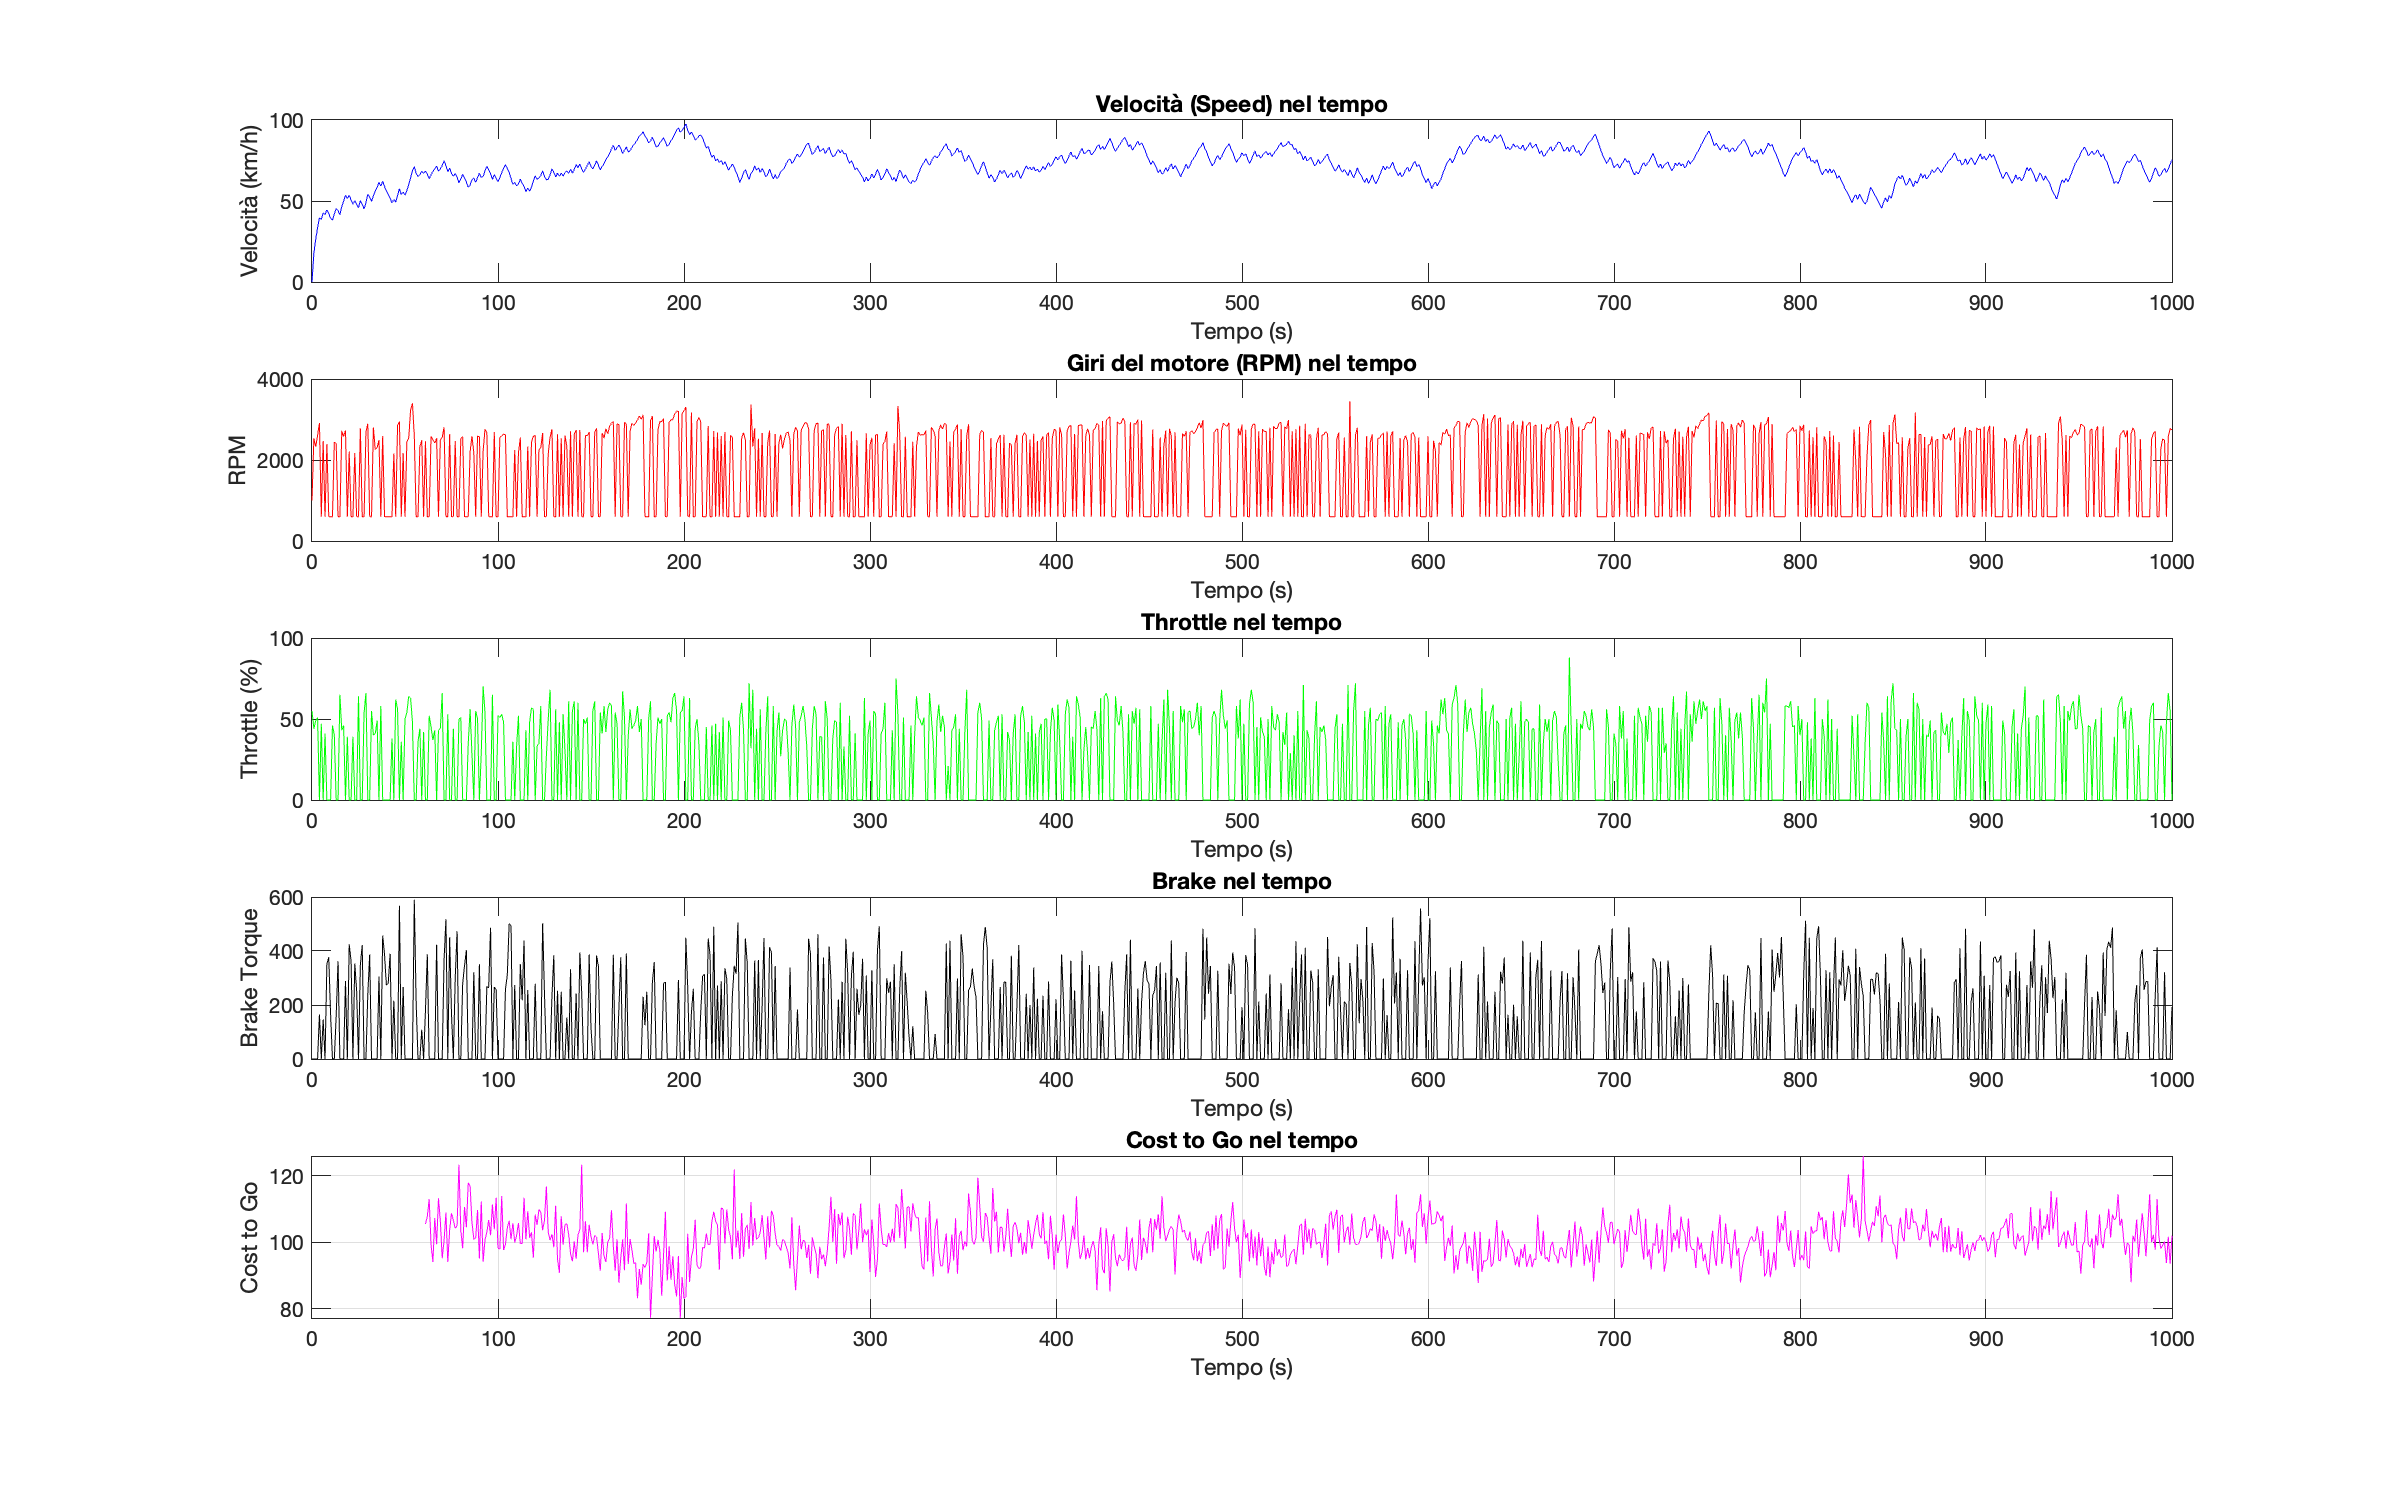 Velocità (Speed) nel tempo
Velocità (km/h)
100
50
0
0 100 200 300 400 500 600 700 800 900 1000
Tempo (s)
Giri del motore (RPM) nel tempo
RPM
4000
2000
0
0 100 200 300 400 500 600 700 800 900 1000
Tempo (s)
Throttle nel tempo
Throttle (%)
100
50
0
0 100 200 300 400 500 600 700 800 900 1000
Tempo (s)
Brake nel tempo
Brake Torque
600
400
200
0
0 100 200 300 400 500 600 700 800 900 1000
Tempo (s)
Cost to Go nel tempo
Cost to Go
120
100
80
0 100 200 300 400 500 600 700 800 900 1000
Tempo (s)